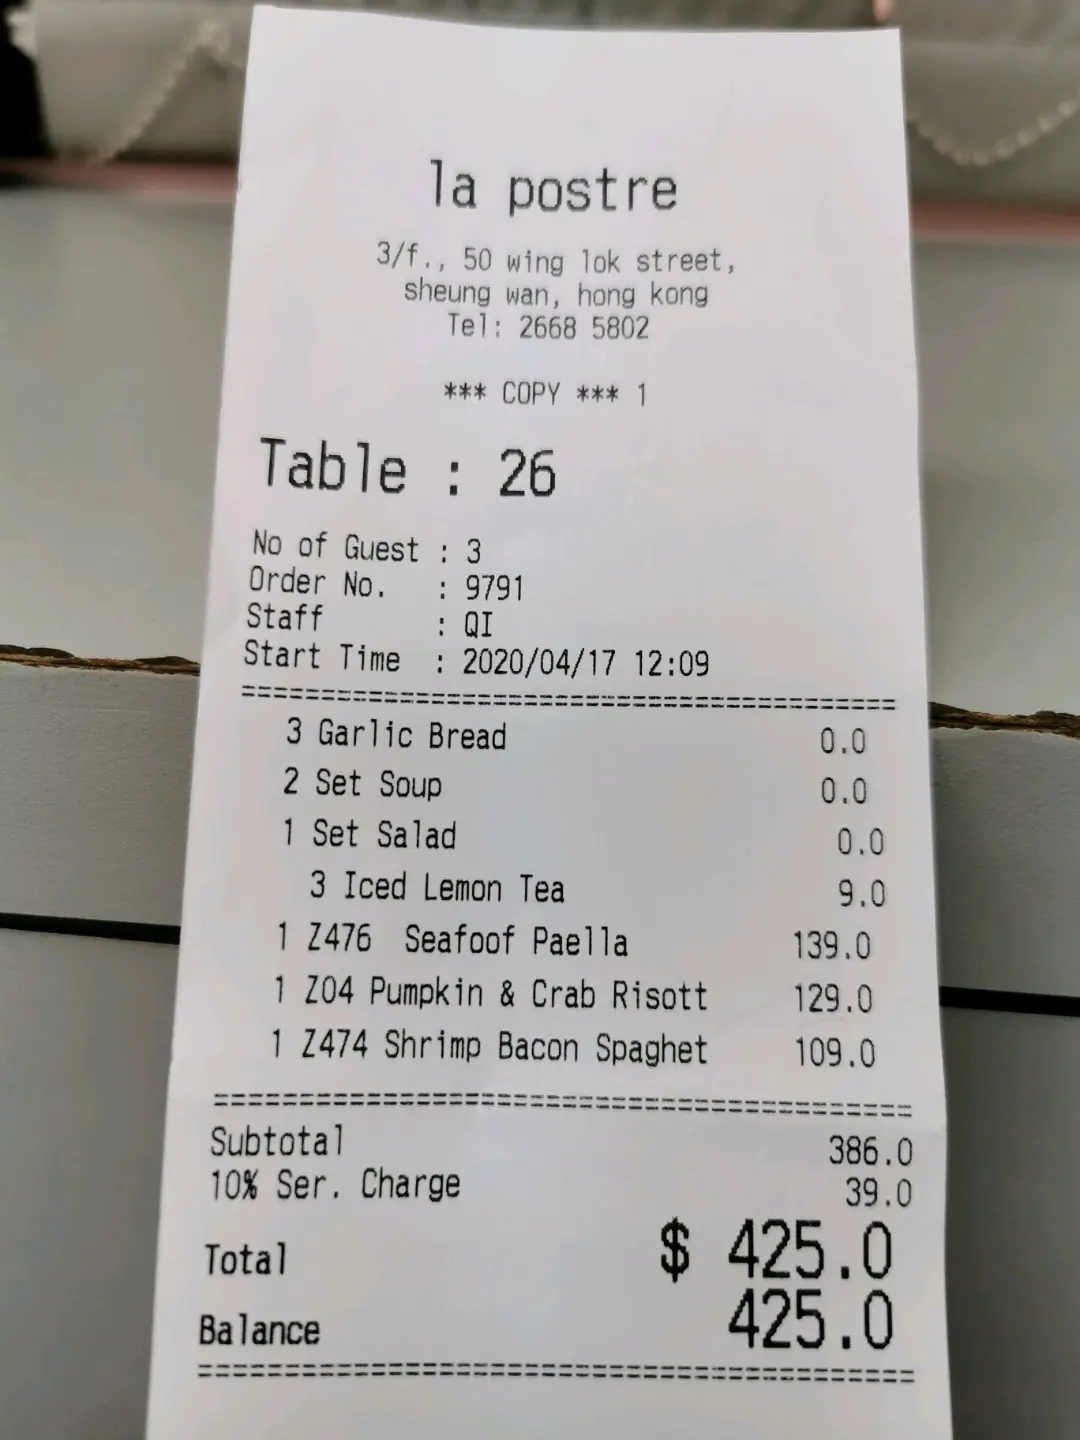 la postre
3/f., 50 wing lok street,
sheung wan, hong kong
Tel: 2668 5802
*** COPY *** 1
Table : 26
No of Guest : 3
Order No. : 9791
Staff : QI
Start Time : 2020/04/17 12:09
3 Garlic Bread 0.0
2 Set Soup 0.0
1 Set Salad 0.0
3 Iced Lemon Tea 9.0
1 Z476 Seafoof Paella 139.0
1 Z04 Pumpkin & Crab Risott 129.0
1 Z474 Shrimp Bacon Spaghet 109.0
Subtotal 386.0
10% Ser. Charge 39.0
Total $ 425.0
Balance 425.0